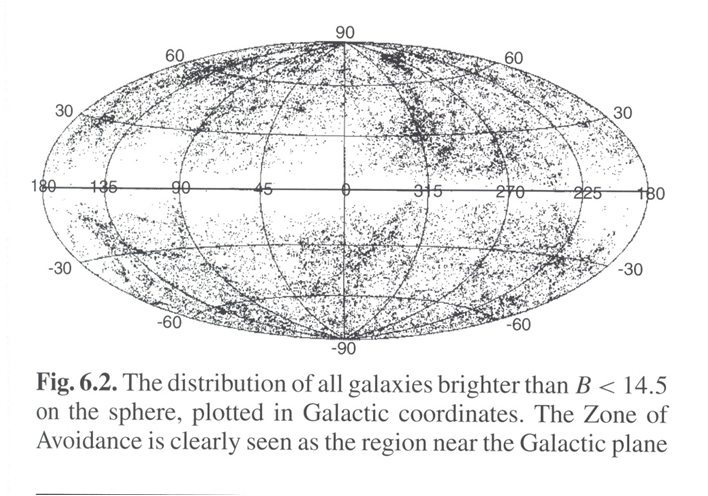 90
60 60
30 30
180 135 90 45 0 315 270 225 180
-30 -30
-60 -60
-90
Fig. 6.2. The distribution of all galaxies brighter than B < 14.5
on the sphere, plotted in Galactic coordinates. The Zone of
Avoidance is clearly seen as the region near the Galactic plane